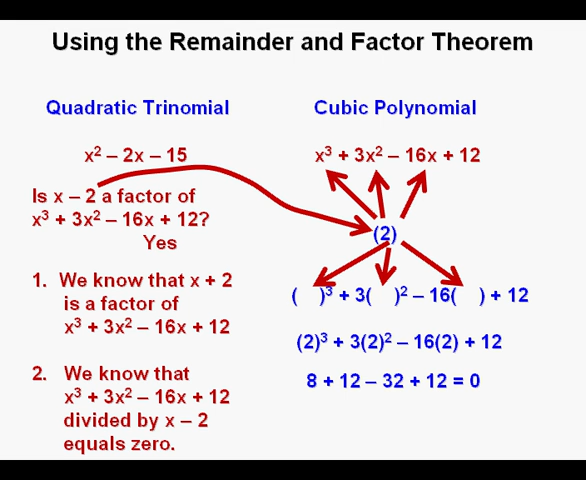 Using the Remainder and Factor Theorem
Quadratic Trinomial
x² – 2x – 15
Is x – 2 a factor of
x³ + 3x² – 16x + 12?
Yes
1. We know that x + 2
is a factor of
x³ + 3x² – 16x + 12
2. We know that
x³ + 3x² – 16x + 12
divided by x – 2
equals zero.
Cubic Polynomial
x³ + 3x² – 16x + 12
(2)
( )³ + 3( )² – 16( ) + 12
(2)³ + 3(2)² – 16(2) + 12
8 + 12 – 32 + 12 = 0